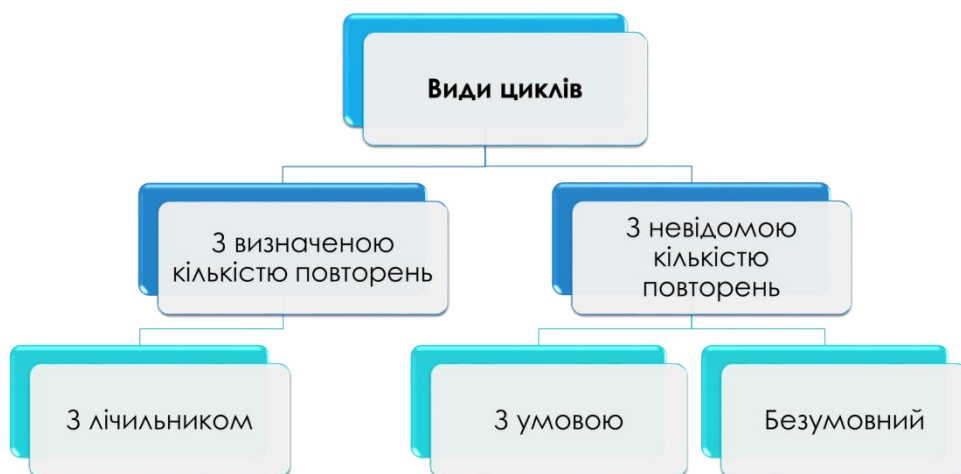 Види циклів
З визначеною
кількістю повторень
З невідомою
кількістю
повторень
З лічильником
З умовою
Безумовний